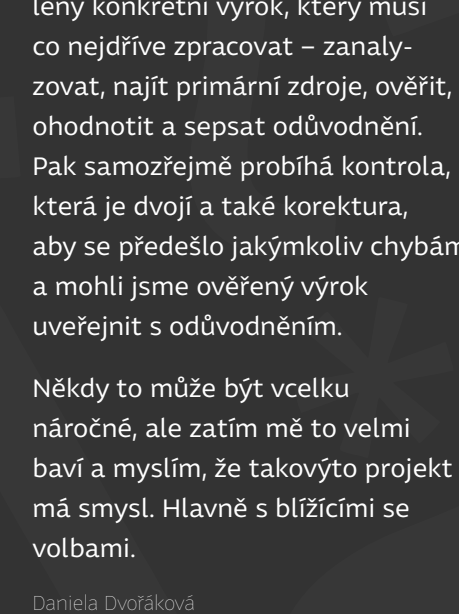 lený konkrétní výrok, který musí
co nejdříve zpracovat – zanaly-
zovat, najít primární zdroje, ověřit,
ohodnotit a sepsat odůvodnění.
Pak samozřejmě probíhá kontrola,
která je dvojí a také korektura,
aby se předešlo jakýmkoliv chybám
a mohli jsme ověřený výrok
uveřejnit s odůvodněním.
Někdy to může být vcelku
náročné, ale zatím mě to velmi
baví a myslím, že takovýto projekt
má smysl. Hlavně s blížícími se
volbami.
Daniela Dvořáková